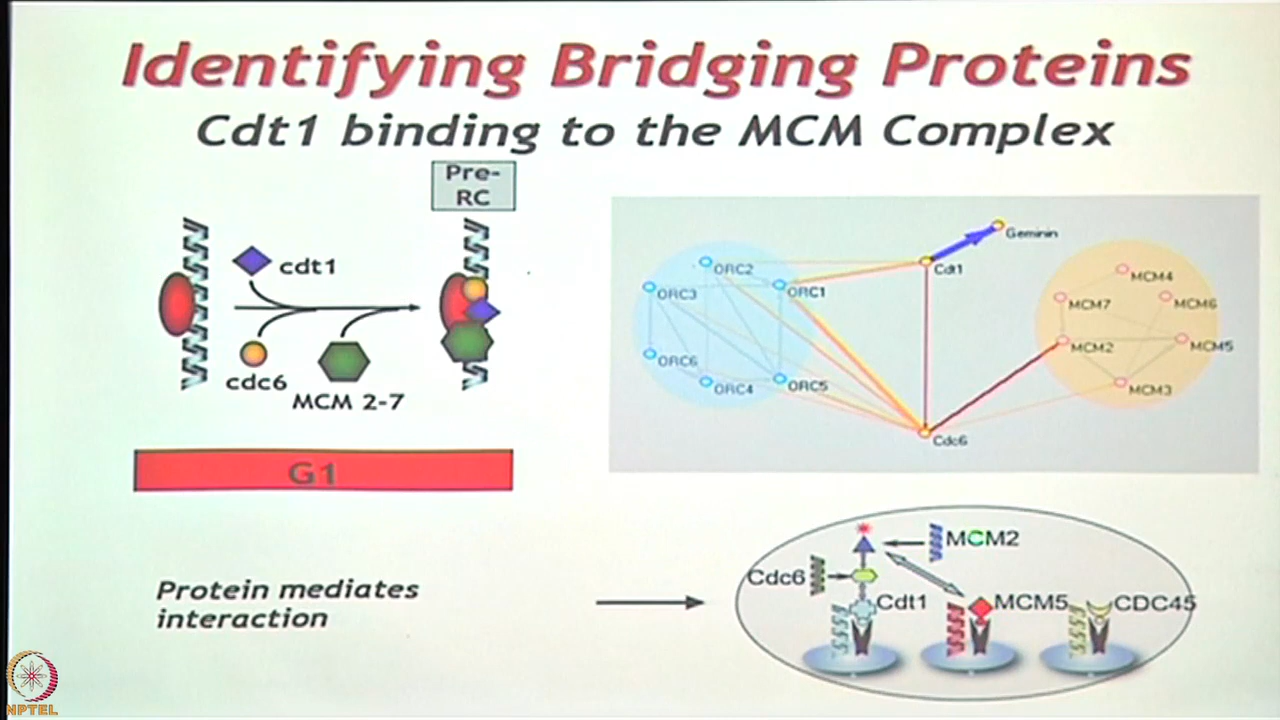 Identifying Bridging Proteins
Cdt1 binding to the MCM Complex
Pre-
RC
cdt1
cdc6
MCM 2-7
G1
Geminin
Cdt1
ORC2
ORC3
ORC1
ORC6
ORC4
ORC5
Cdc6
MCM4
MCM7
MCM6
MCM2
MCM5
MCM3
Protein mediates
interaction
MCM2
Cdc6
Cdt1
MCM5
CDC45
NPTEL